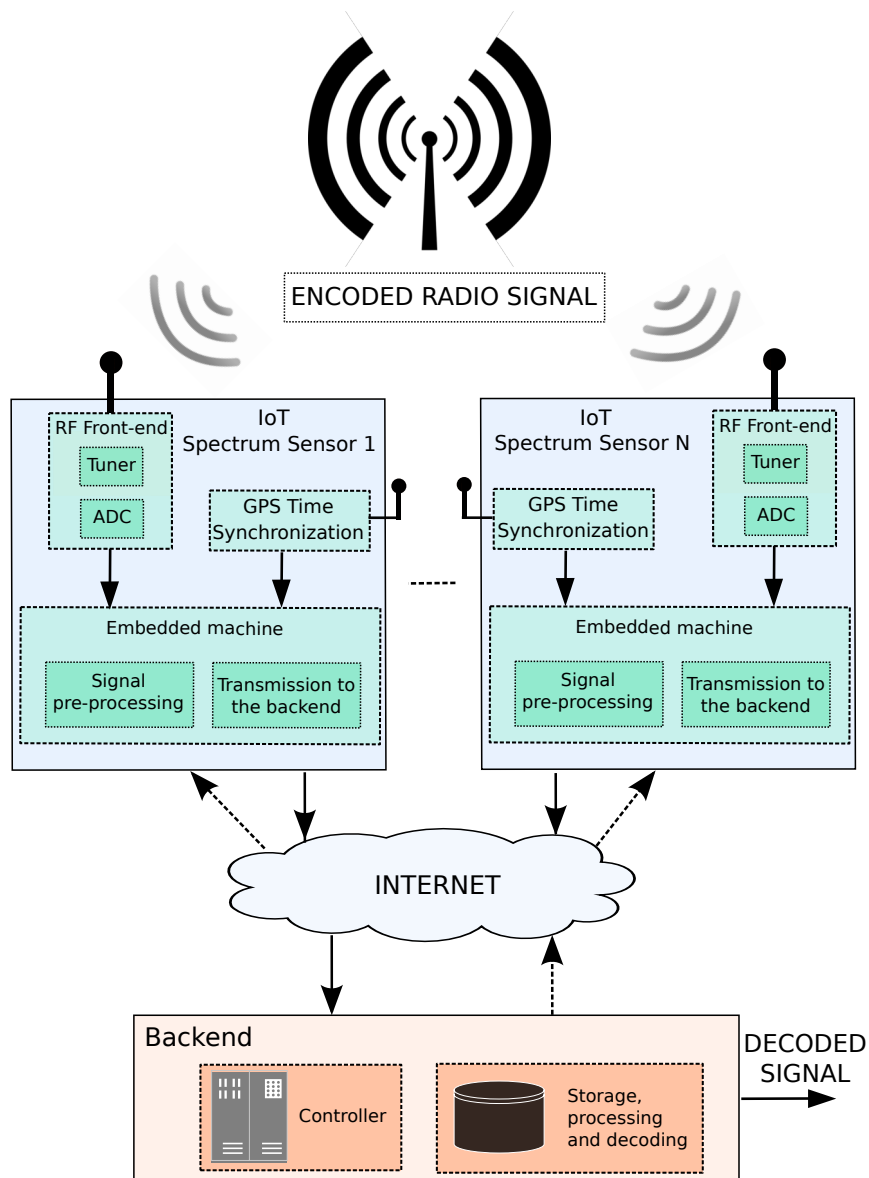 ENCODED RADIO SIGNAL
IoT
Spectrum Sensor 1
RF Front-end
Tuner
ADC
GPS Time
Synchronization
Embedded machine
Signal
pre-processing
Transmission to
the backend
IoT
Spectrum Sensor N
RF Front-end
Tuner
ADC
GPS Time
Synchronization
Embedded machine
Signal
pre-processing
Transmission to
the backend
INTERNET
Backend
Controller
Storage,
processing
and decoding
DECODED
SIGNAL